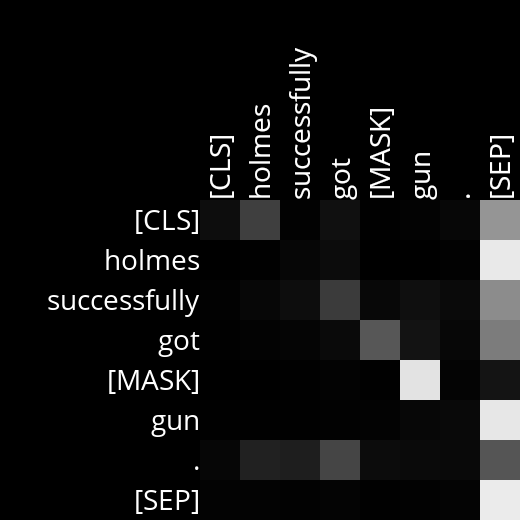 [CLS]
holmes
successfully
got
[MASK]
gun
.
[SEP]
[CLS]
holmes
successfully
got
[MASK]
gun
.
[SEP]